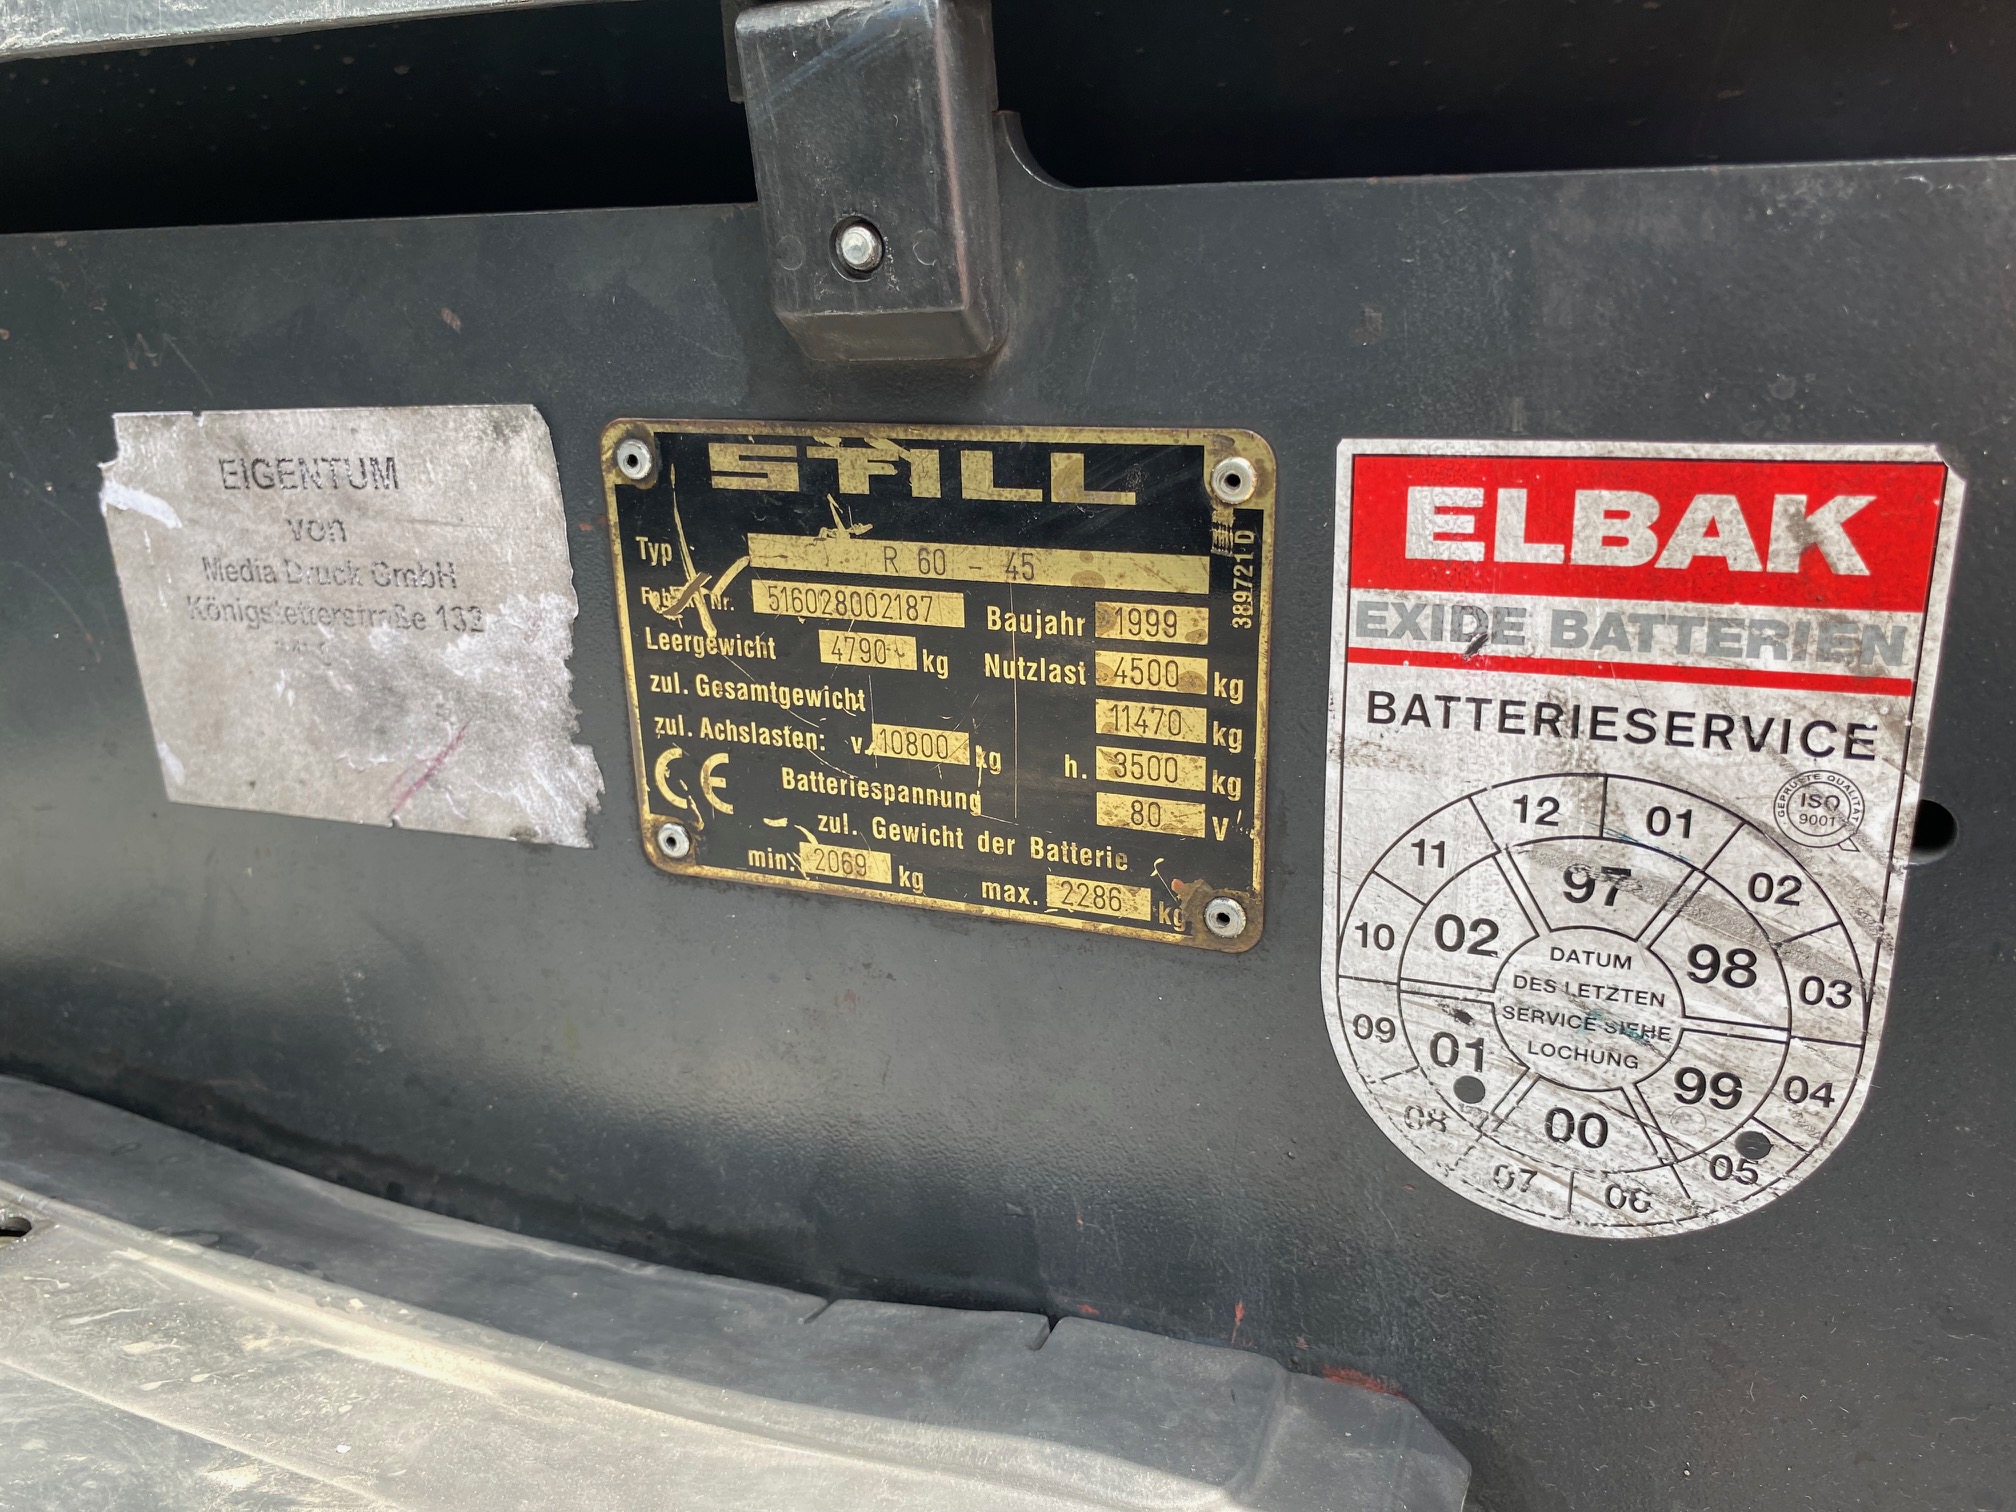 EIGENTUM
von
Media Druck GmbH
Königstetterstraße 132
STILL
Typ R 60 - 45
Nr. 516028002187 Baujahr 1999
Leergewicht 4790 kg Nutzlast 4500 kg
zul. Gesamtgewicht 11470 kg
zul. Achslasten: v. 10800 kg h. 3500 kg
CE Batteriespannung 80 V
zul. Gewicht der Batterie
min. 2069 kg max. 2286 kg
389721 D
ELBAK
EXIDE BATTERIEN
BATTERIESERVICE
GEPRÜFTE QUALITÄT
ISO
9001
12 01 02 03 04 05 06 07 08 09 10 11
97 98 99 00 01 02
DATUM
DES LETZTEN
SERVICE SIEHE
LOCHUNG